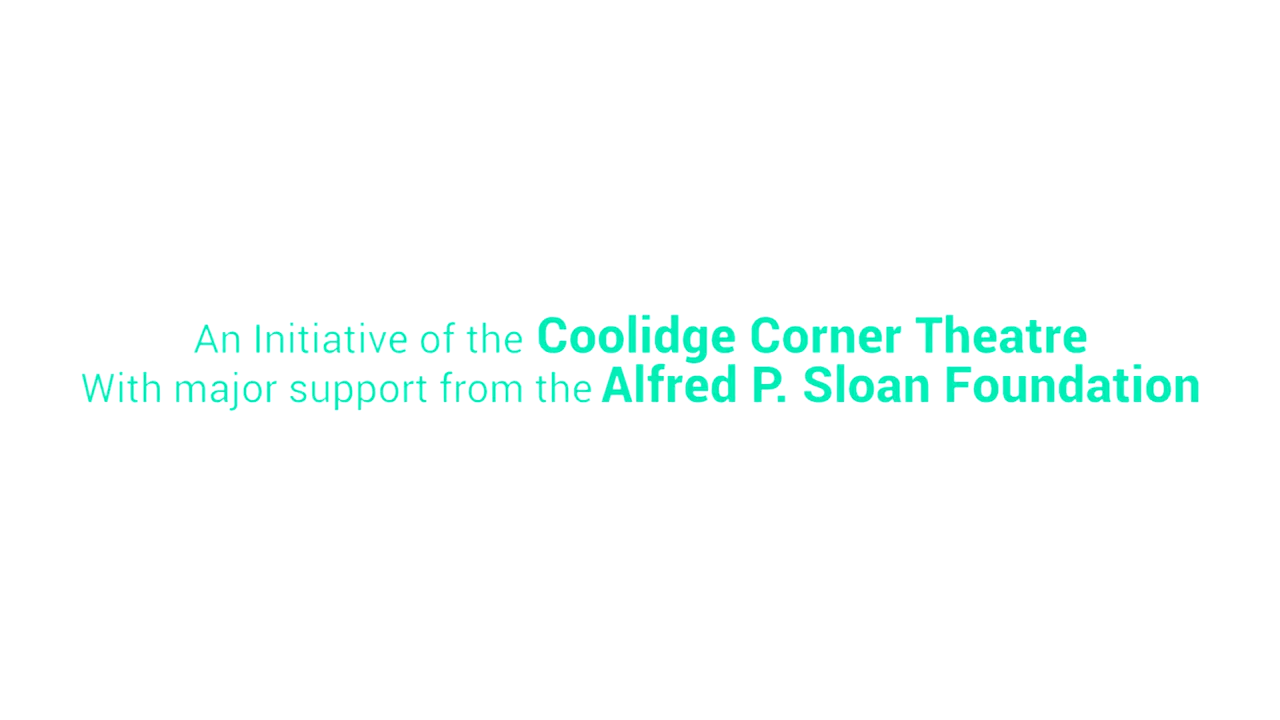 An Initiative of the Coolidge Corner Theatre
With major support from the Alfred P. Sloan Foundation